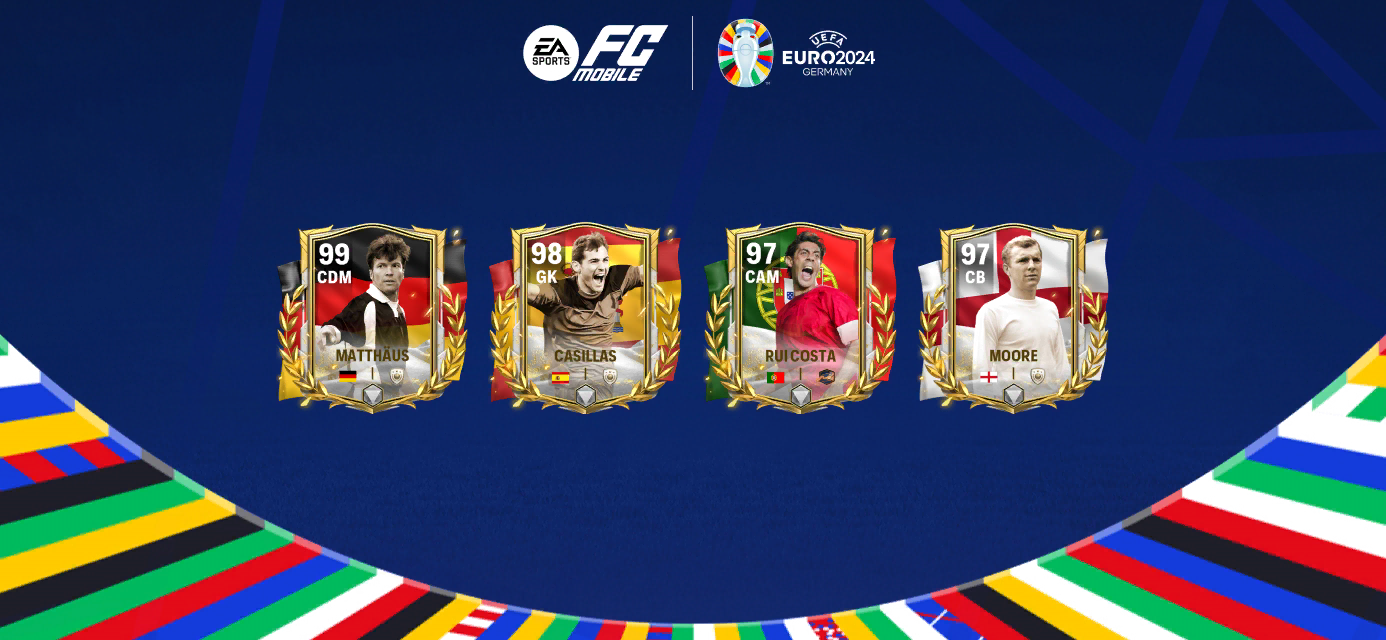 EA
SPORTS
FC
MOBILE
UEFA
EURO2024
GERMANY
99
CDM
MATTHÄUS
98
GK
CASILLAS
97
CAM
RUI COSTA
97
CB
MOORE